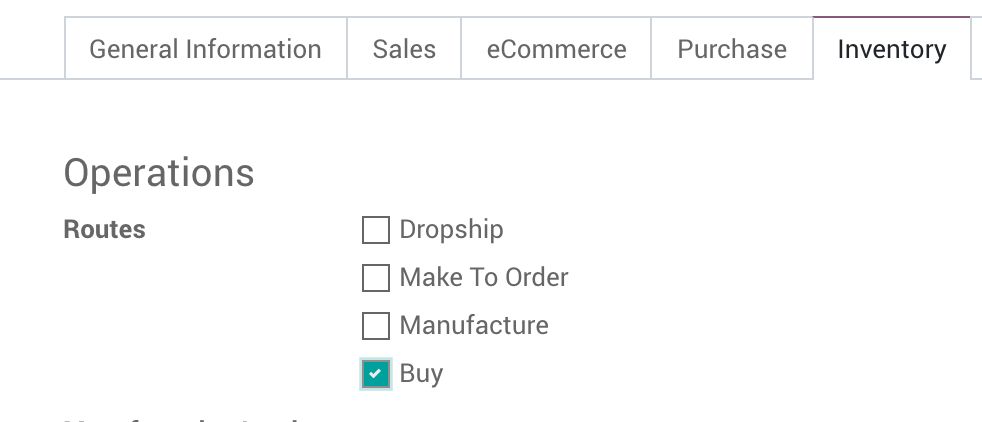 General Information Sales eCommerce Purchase Inventory
Operations
Routes Dropship
Make To Order
Manufacture
Buy